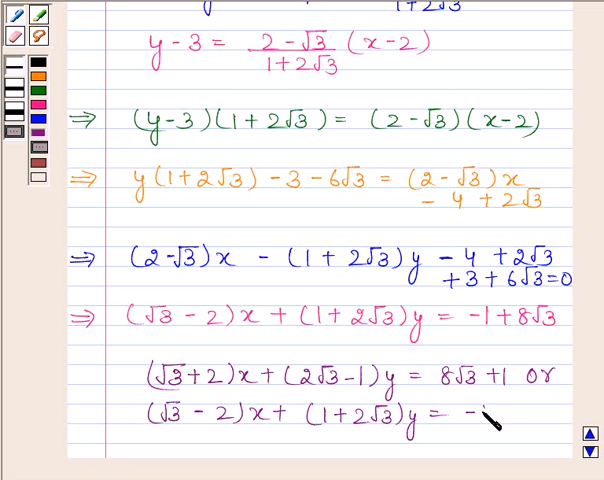 1+2√3
y - 3 = (2 - √3)/(1 + 2√3) (x - 2)
⇒ (y - 3)(1 + 2√3) = (2 - √3)(x - 2)
⇒ y(1 + 2√3) - 3 - 6√3 = (2 - √3)x
- 4 + 2√3
⇒ (2 - √3)x - (1 + 2√3)y - 4 + 2√3
+ 3 + 6√3 = 0
⇒ (√3 - 2)x + (1 + 2√3)y = -1 + 8√3
(√3 + 2)x + (2√3 - 1)y = 8√3 + 1 or
(√3 - 2)x + (1 + 2√3)y = -